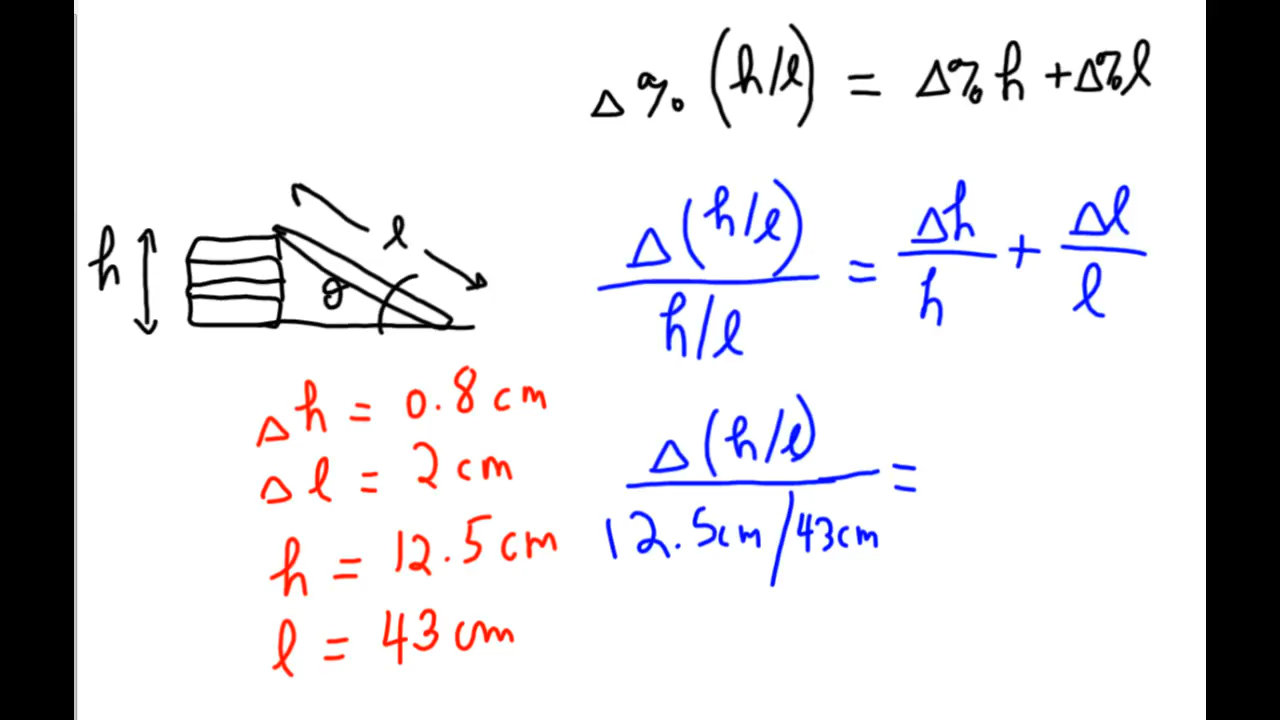 Δ% (h/l) = Δ%h + Δ%l
Δ(h/l) / h/l = Δh/h + Δl/l
h
l
θ
Δh = 0.8 cm
Δl = 2 cm
h = 12.5 cm
l = 43 cm
Δ(h/l) / 12.5cm/43cm =